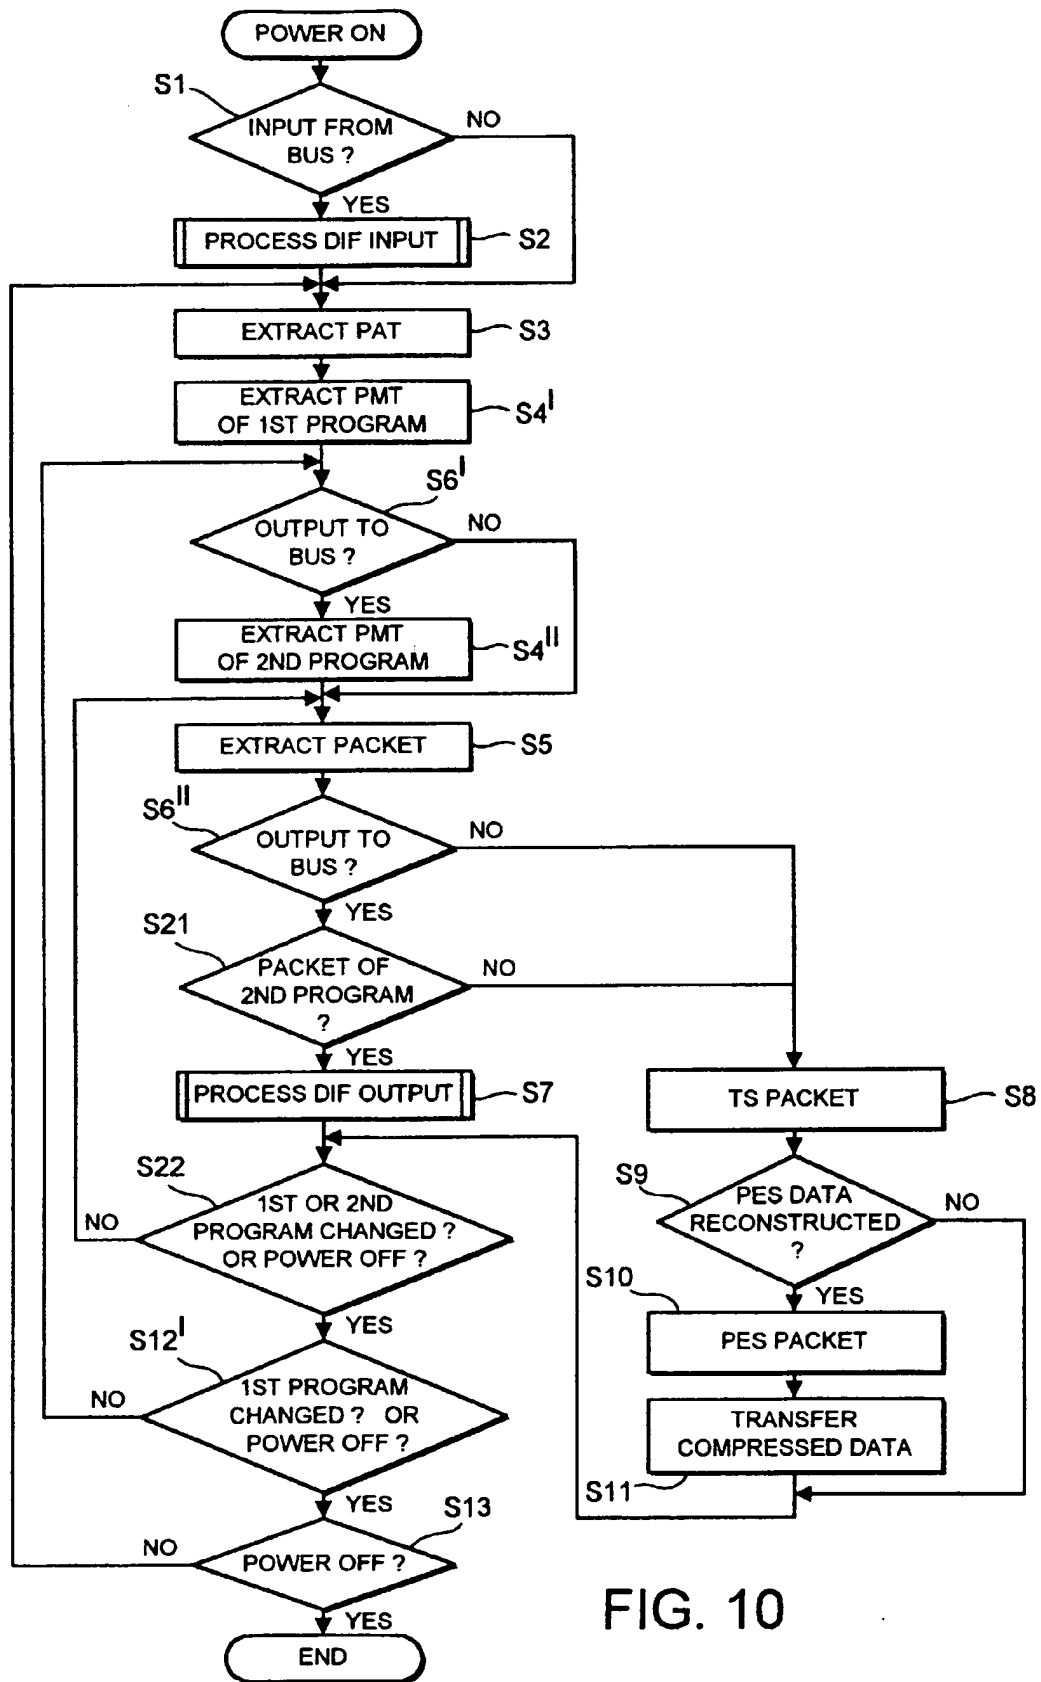 POWER ON
S1
INPUT FROM
BUS ?
NO
YES
PROCESS DIF INPUT
S2
EXTRACT PAT
S3
EXTRACT PMT
OF 1ST PROGRAM
S4I
S6I
OUTPUT TO
BUS ?
NO
YES
EXTRACT PMT
OF 2ND PROGRAM
S4II
EXTRACT PACKET
S5
S6II
OUTPUT TO
BUS ?
NO
YES
S21
PACKET OF
2ND PROGRAM
?
NO
YES
PROCESS DIF OUTPUT
S7
TS PACKET
S8
S22
1ST OR 2ND
PROGRAM CHANGED ?
OR POWER OFF ?
NO
YES
S9
PES DATA
RECONSTRUCTED
?
NO
YES
S10
PES PACKET
S12I
1ST PROGRAM
CHANGED ? OR
POWER OFF ?
NO
YES
TRANSFER
COMPRESSED DATA
S11
S13
POWER OFF ?
NO
YES
END
FIG. 10